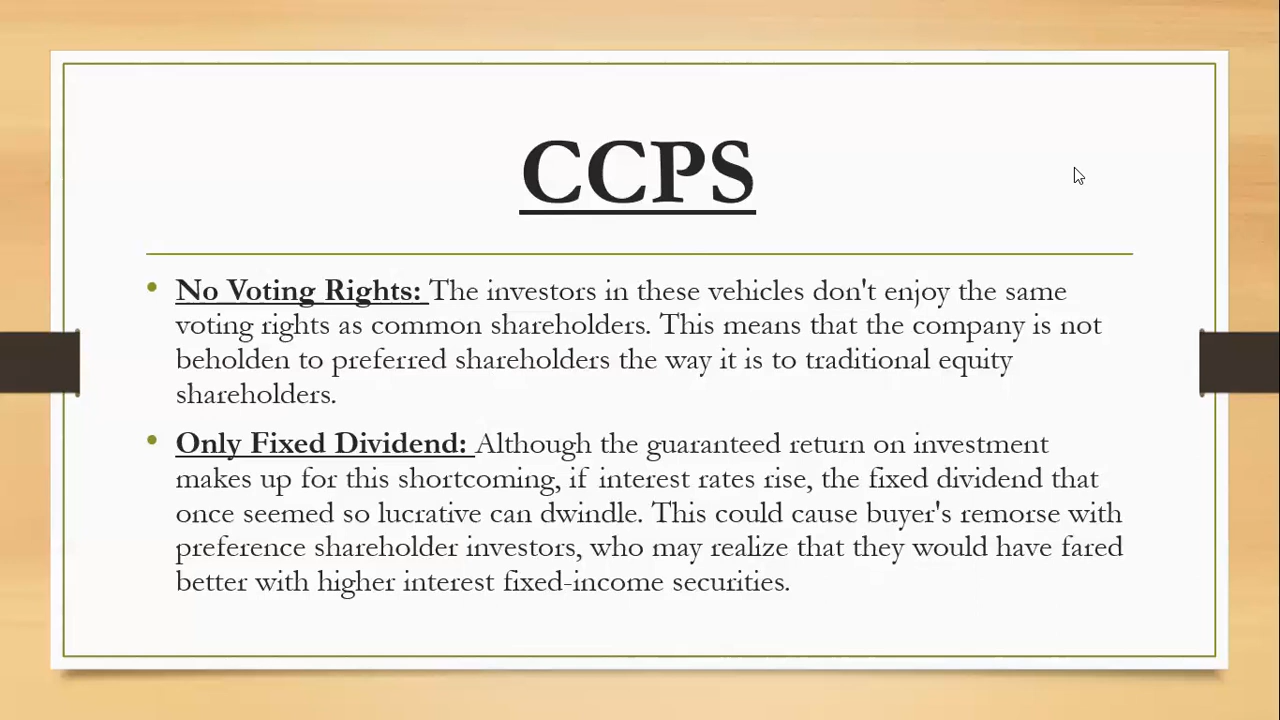 CCPS
• No Voting Rights: The investors in these vehicles don't enjoy the same
voting rights as common shareholders. This means that the company is not
beholden to preferred shareholders the way it is to traditional equity
shareholders.
• Only Fixed Dividend: Although the guaranteed return on investment
makes up for this shortcoming, if interest rates rise, the fixed dividend that
once seemed so lucrative can dwindle. This could cause buyer's remorse with
preference shareholder investors, who may realize that they would have fared
better with higher interest fixed-income securities.